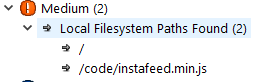 Medium (2)
Local Filesystem Paths Found (2)
/
/code/instafeed.min.js